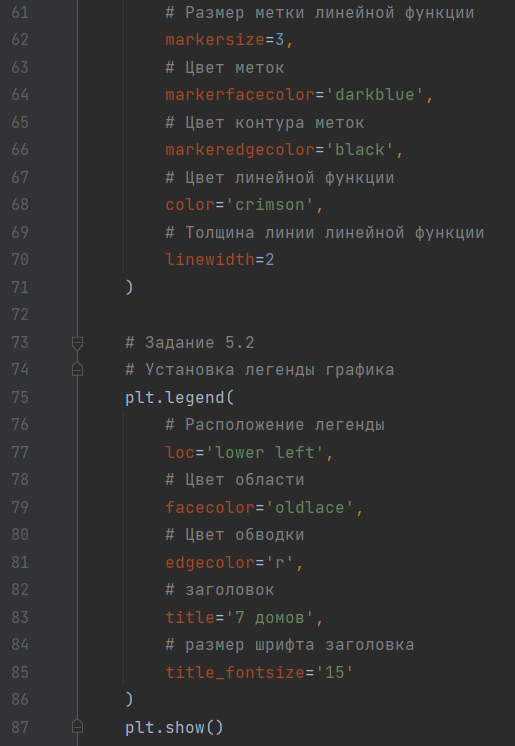 61 # Размер метки линейной функции
62 markersize=3,
63 # Цвет меток
64 markerfacecolor='darkblue',
65 # Цвет контура меток
66 markeredgecolor='black',
67 # Цвет линейной функции
68 color='crimson',
69 # Толщина линии линейной функции
70 linewidth=2
71 )
72
73 # Задание 5.2
74 # Установка легенды графика
75 plt.legend(
76 # Расположение легенды
77 loc='lower left',
78 # Цвет области
79 facecolor='oldlace',
80 # Цвет обводки
81 edgecolor='r',
82 # заголовок
83 title='7 домов',
84 # размер шрифта заголовка
85 title_fontsize='15'
86 )
87 plt.show()